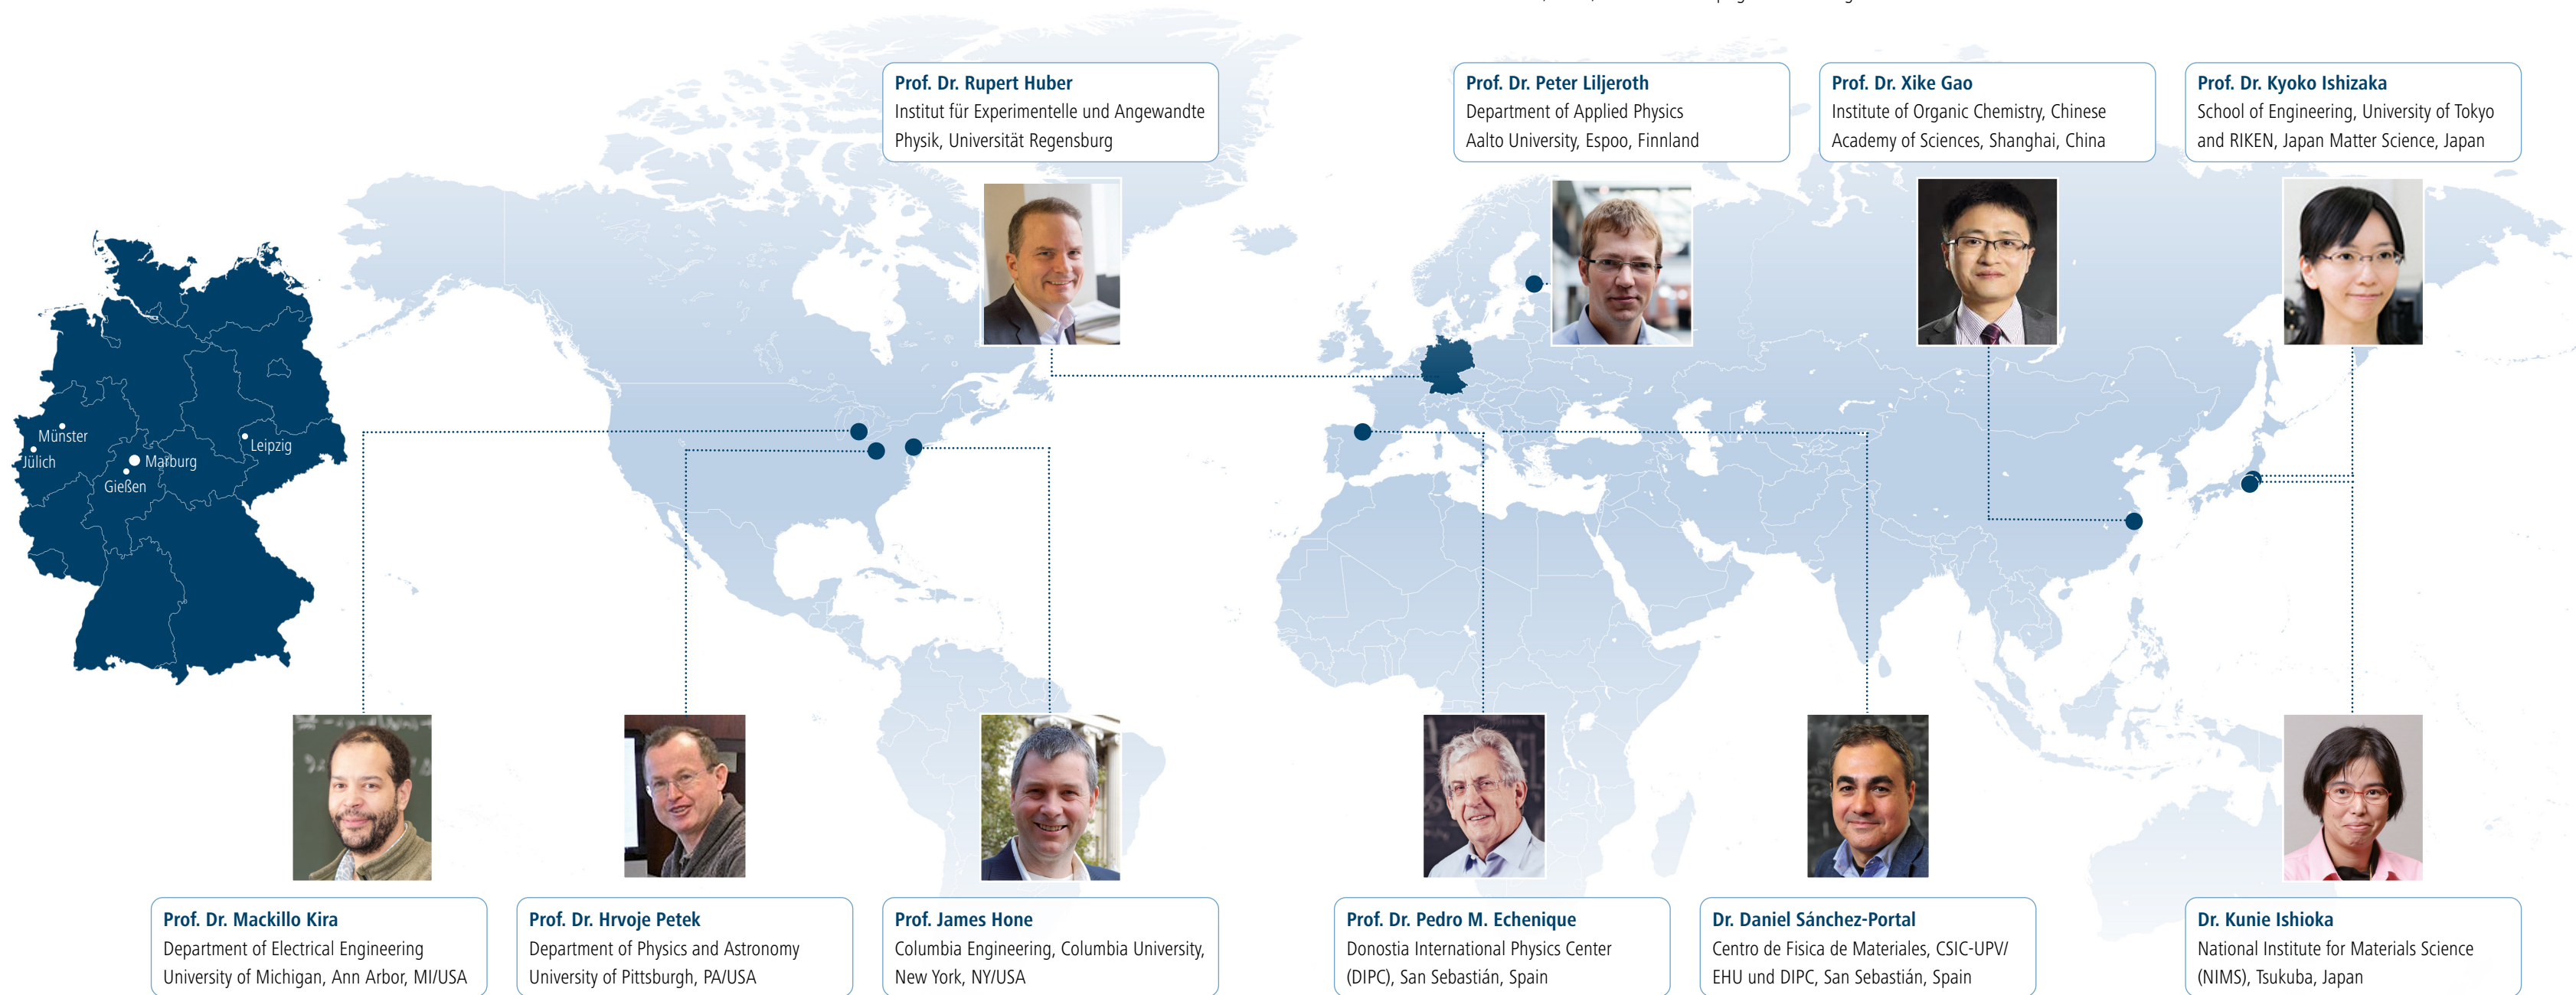 Prof. Dr. Rupert Huber
Institut für Experimentelle und Angewandte
Physik, Universität Regensburg
Prof. Dr. Peter Liljeroth
Department of Applied Physics
Aalto University, Espoo, Finnland
Prof. Dr. Xike Gao
Institute of Organic Chemistry, Chinese
Academy of Sciences, Shanghai, China
Prof. Dr. Kyoko Ishizaka
School of Engineering, University of Tokyo
and RIKEN, Japan Matter Science, Japan
Münster
Jülich
Marburg
Gießen
Leipzig
Prof. Dr. Mackillo Kira
Department of Electrical Engineering
University of Michigan, Ann Arbor, MI/USA
Prof. Dr. Hrvoje Petek
Department of Physics and Astronomy
University of Pittsburgh, PA/USA
Prof. James Hone
Columbia Engineering, Columbia University,
New York, NY/USA
Prof. Dr. Pedro M. Echenique
Donostia International Physics Center
(DIPC), San Sebastián, Spain
Dr. Daniel Sánchez-Portal
Centro de Fisica de Materiales, CSIC-UPV/
EHU und DIPC, San Sebastián, Spain
Dr. Kunie Ishioka
National Institute for Materials Science
(NIMS), Tsukuba, Japan